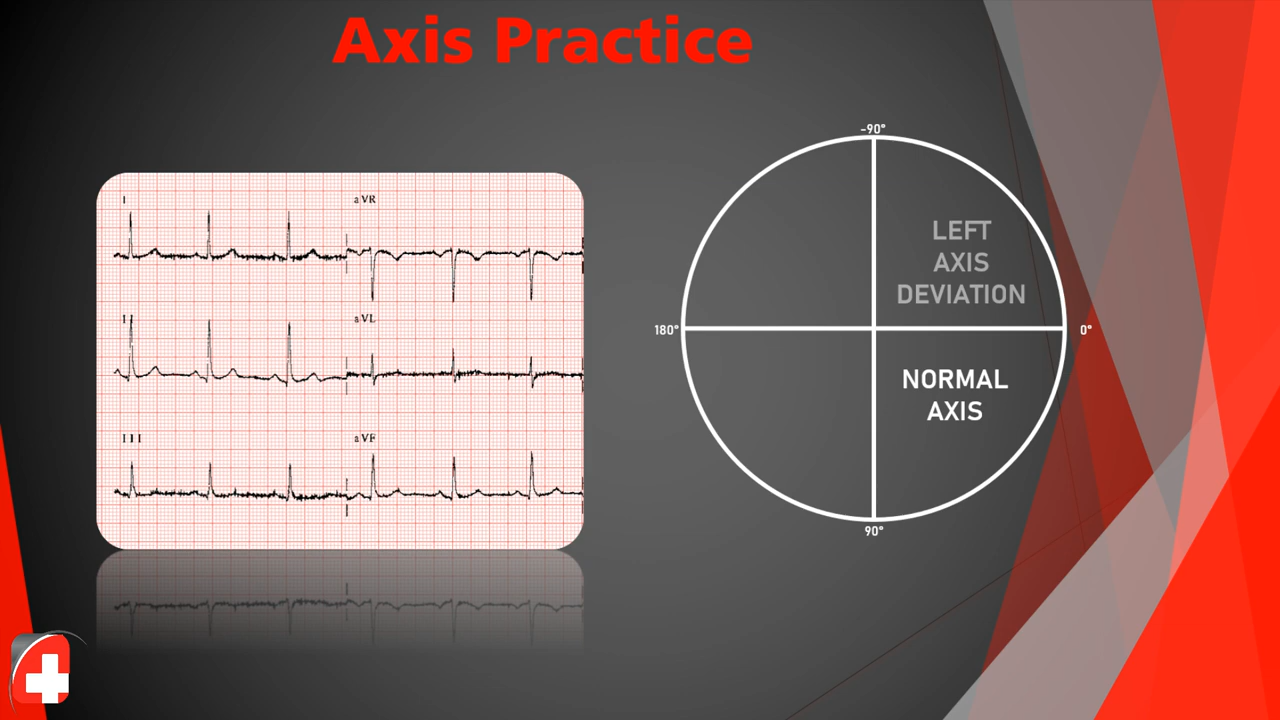 Axis Practice
I
aVR
II
aVL
III
aVF
-90°
LEFT
AXIS
DEVIATION
180°
0°
NORMAL
AXIS
90°